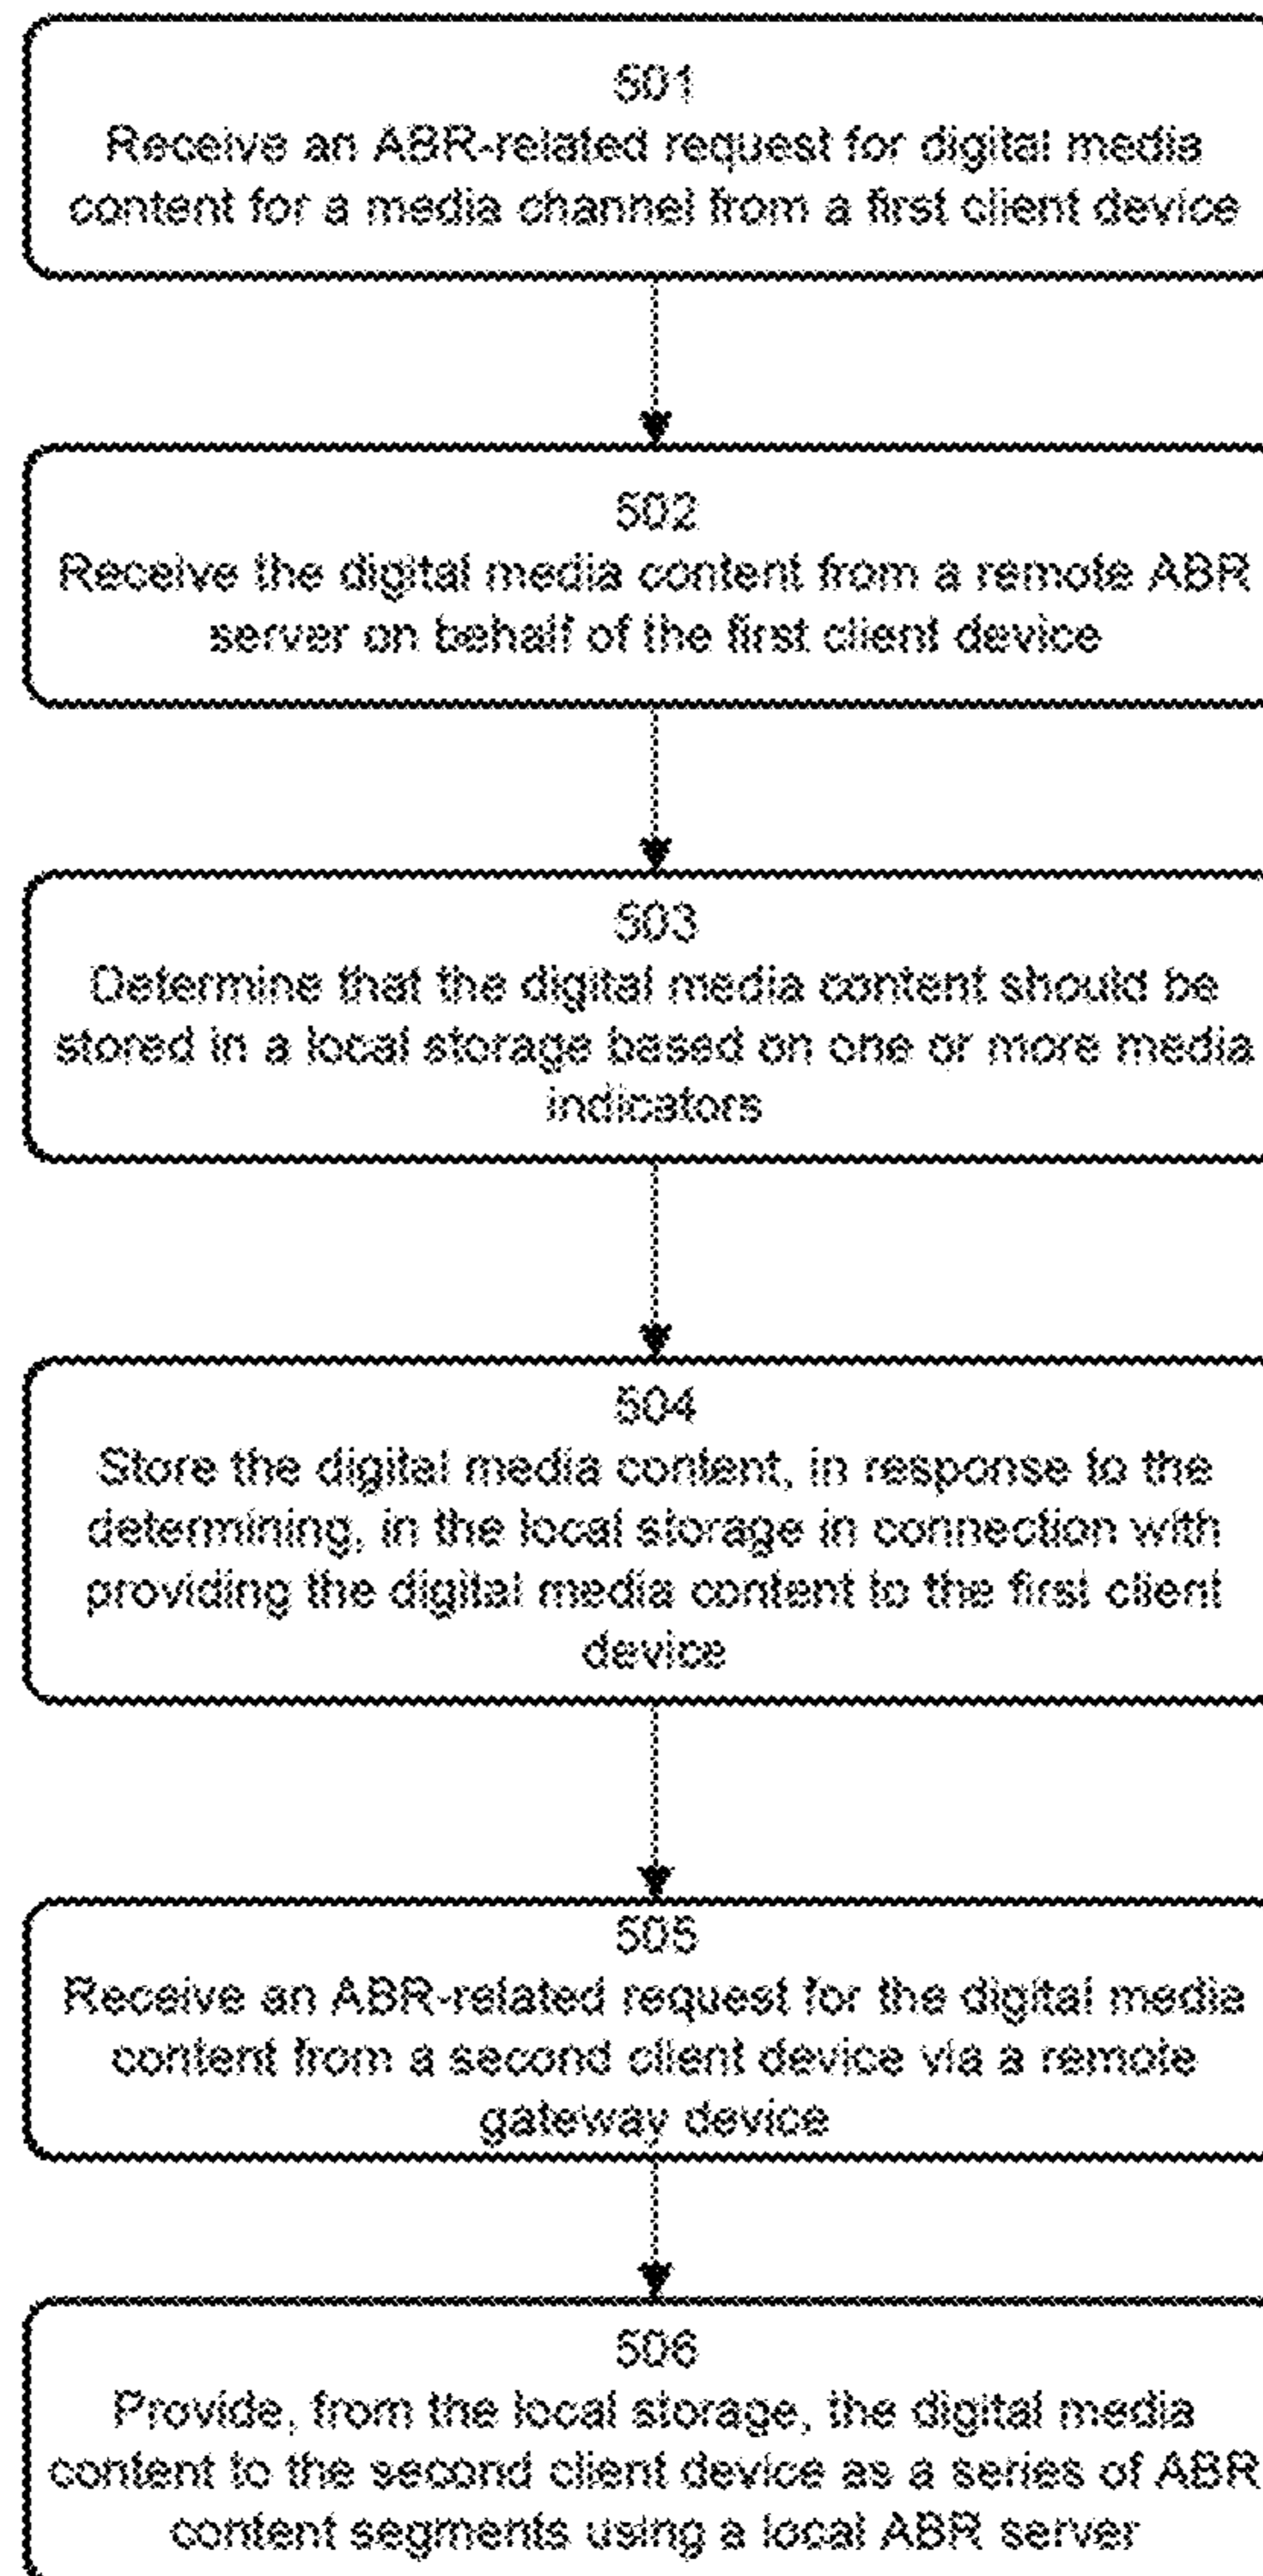 501
Receive an ABR-related request for digital media
content for a media channel from a first client device
502
Receive the digital media content from a remote ABR
server on behalf of the first client device
503
Determine that the digital media content should be
stored in a local storage based on one or more media
indicators
504
Store the digital media content, in response to the
determining, in the local storage in connection with
providing the digital media content to the first client
device
505
Receive an ABR-related request for the digital media
content from a second client device via a remote
gateway device
506
Provide, from the local storage, the digital media
content to the second client device as a series of ABR
content segments using a local ABR server